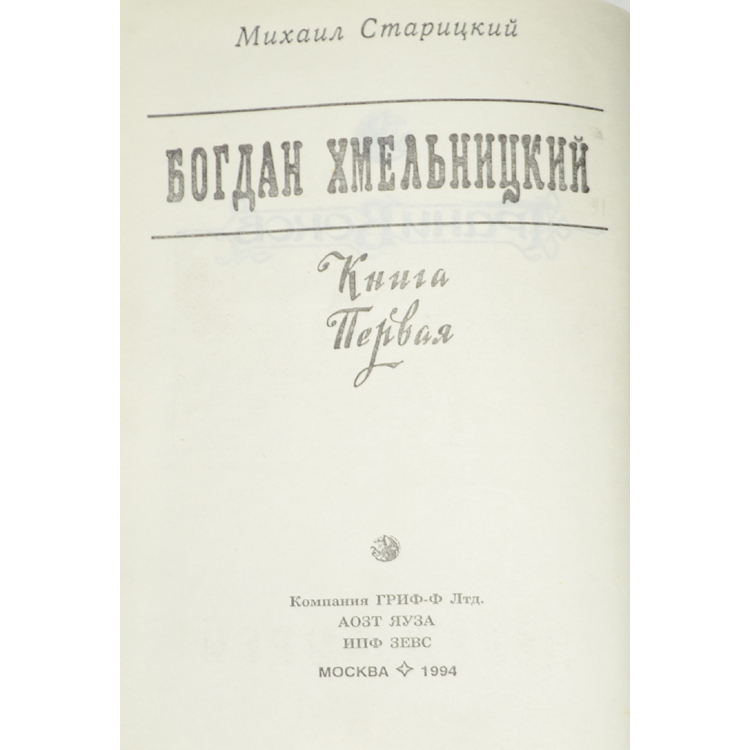 Михаил Старицкий
БОГДАН ХМЕЛЬНИЦКИЙ
Книга
Первая
Компания ГРИФ-Ф Лтд.
АОЗТ ЯУЗА
ИПФ ЗЕВС
МОСКВА ✧ 1994